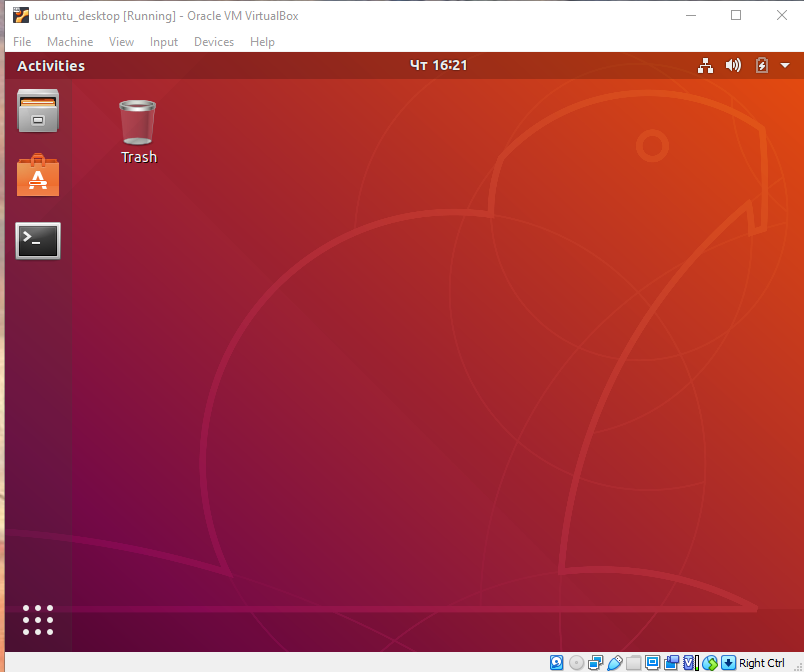 ubuntu_desktop [Running] - Oracle VM VirtualBox
File Machine View Input Devices Help
Activities Чт 16:21
Trash
Right Ctrl